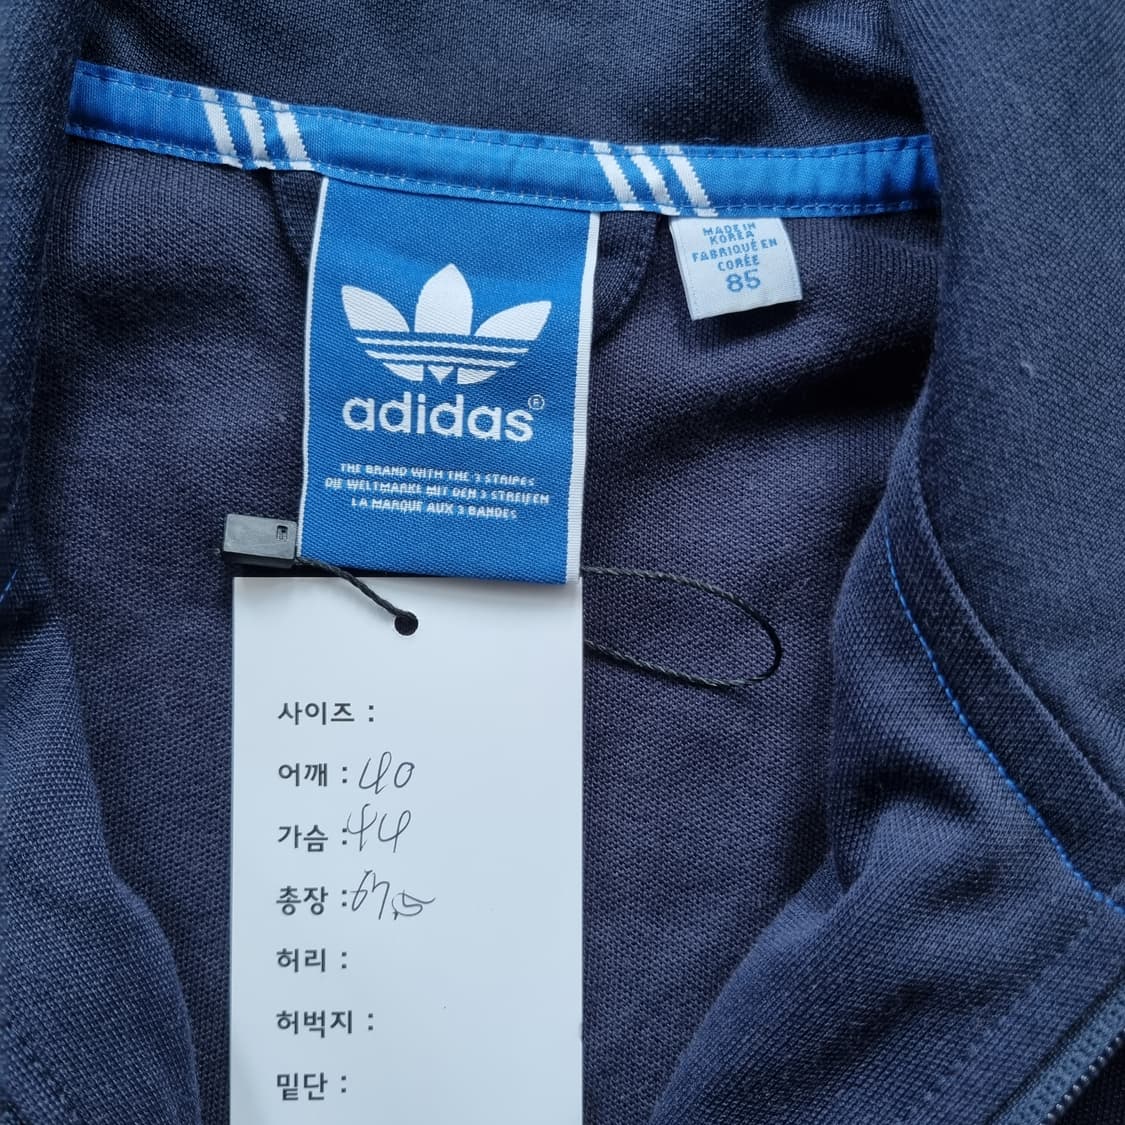 MADE IN
KOREA
FABRIQUÉ EN
CORÉE
85
adidas®
THE BRAND WITH THE 3 STRIPES
DIE WELTMARKE MIT DEN 3 STREIFEN
LA MARQUE AUX 3 BANDES
사이즈 :
어깨 : 40
가슴 : 44
총장 :
허리 :
허벅지 :
밑단 :